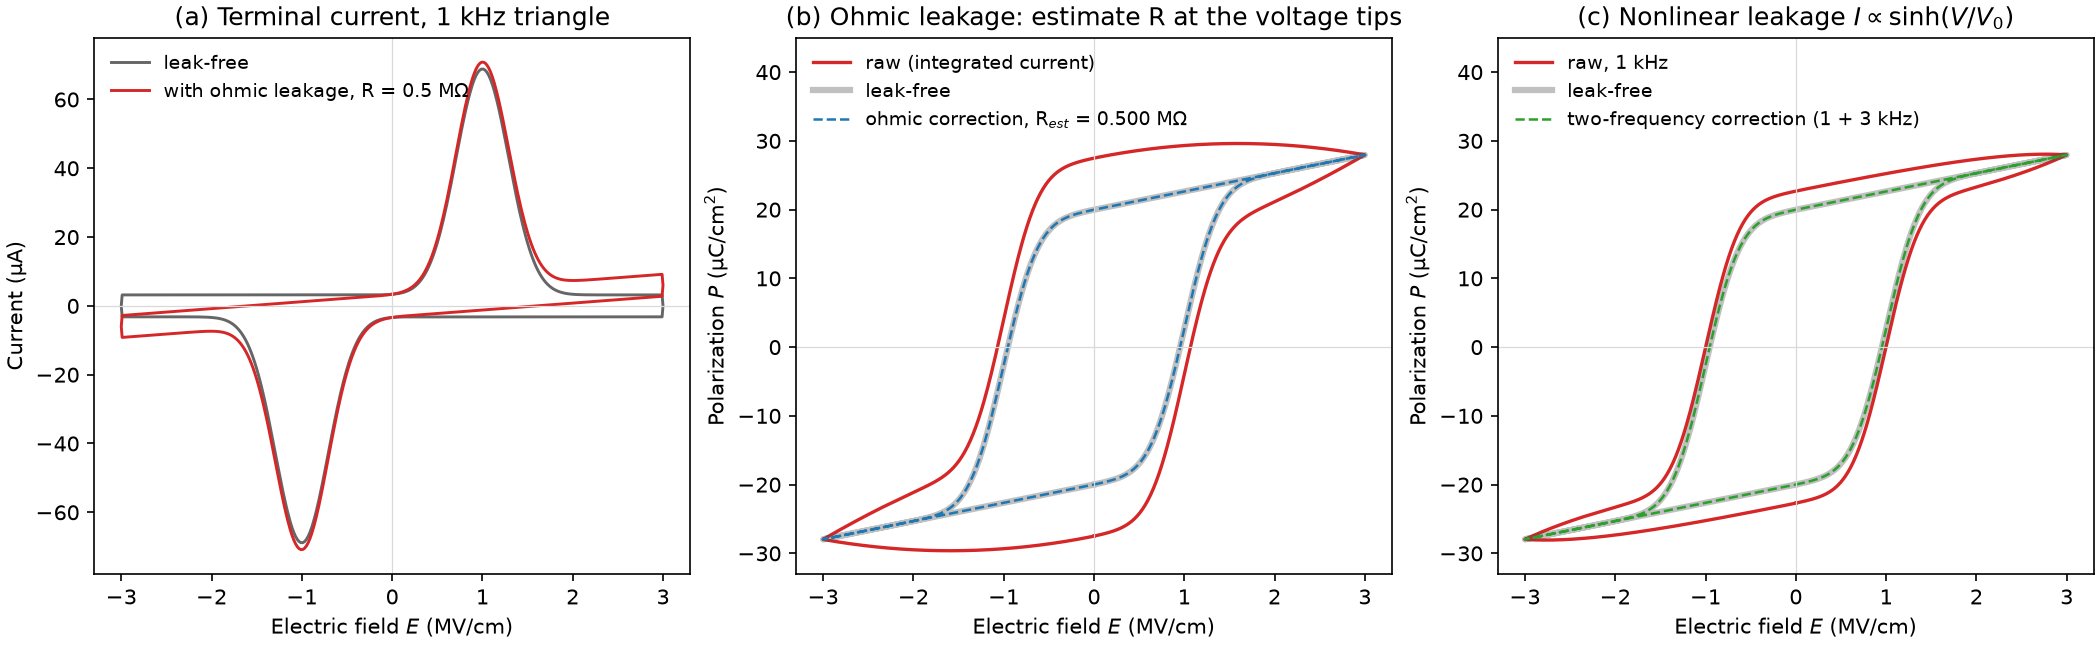 (a) Terminal current, 1 kHz triangle
leak-free
with ohmic leakage, R = 0.5 MΩ
Current (μA)
60
40
20
0
−20
−40
−60
−3 −2 −1 0 1 2 3
Electric field E (MV/cm)
(b) Ohmic leakage: estimate R at the voltage tips
raw (integrated current)
leak-free
ohmic correction, R_est = 0.500 MΩ
Polarization P (μC/cm²)
40
30
20
10
0
−10
−20
−30
−3 −2 −1 0 1 2 3
Electric field E (MV/cm)
(c) Nonlinear leakage I ∝ sinh(V/V₀)
raw, 1 kHz
leak-free
two-frequency correction (1 + 3 kHz)
Polarization P (μC/cm²)
40
30
20
10
0
−10
−20
−30
−3 −2 −1 0 1 2 3
Electric field E (MV/cm)